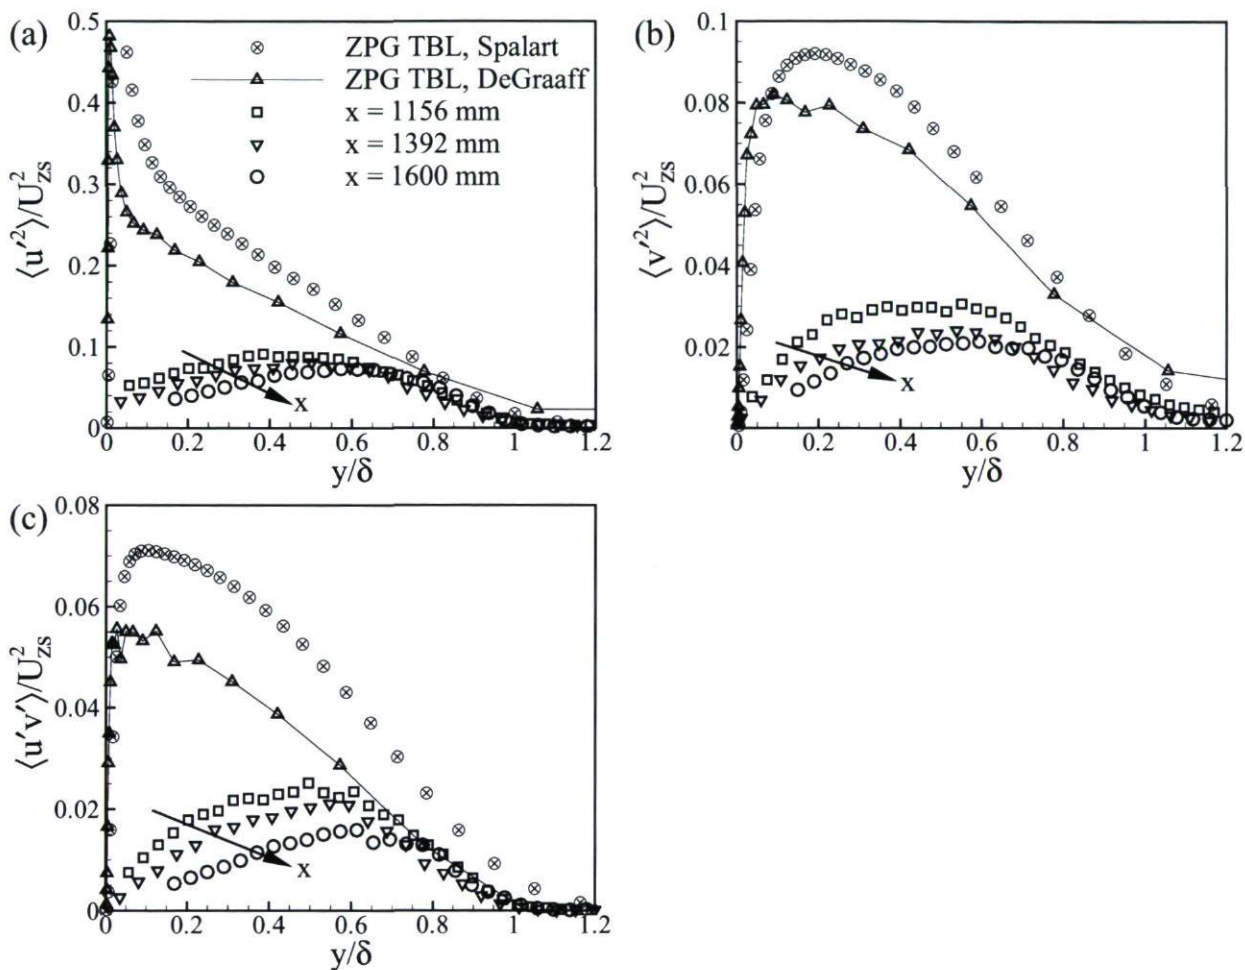 (a)
0.5
0.4
0.3
0.2
0.1
0
⟨u′²⟩/U²zs
ZPG TBL, Spalart
ZPG TBL, DeGraaff
x = 1156 mm
x = 1392 mm
x = 1600 mm
x
0 0.2 0.4 0.6 0.8 1 1.2
y/δ
(b)
0.1
0.08
0.06
0.04
0.02
0
⟨v′²⟩/U²zs
x
0 0.2 0.4 0.6 0.8 1 1.2
y/δ
(c)
0.08
0.06
0.04
0.02
0
⟨u′v′⟩/U²zs
x
0 0.2 0.4 0.6 0.8 1 1.2
y/δ